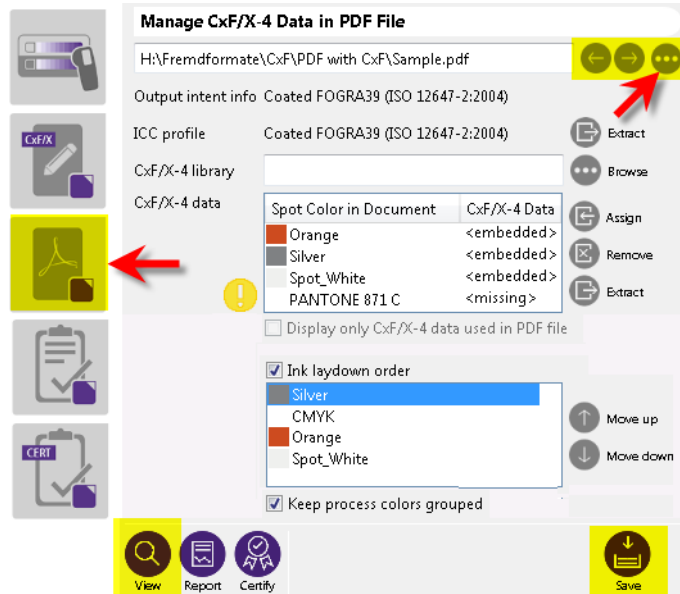 Manage CxF/X-4 Data in PDF File
H:\Fremdformate\CxF\PDF with CxF\Sample.pdf
Output intent info Coated FOGRA39 (ISO 12647-2:2004)
ICC profile Coated FOGRA39 (ISO 12647-2:2004) Extract
CxF/X
CxF/X-4 library Browse
CxF/X-4 data
Spot Color in Document CxF/X-4 Data
Assign
Orange <embedded>
Silver <embedded> Remove
Spot_White <embedded>
PANTONE 871 C <missing> Extract
Display only CxF/X-4 data used in PDF file
Ink laydown order
Silver
CMYK Move up
Orange
Spot_White Move down
CERT
Keep process colors grouped
View Report Certify Save